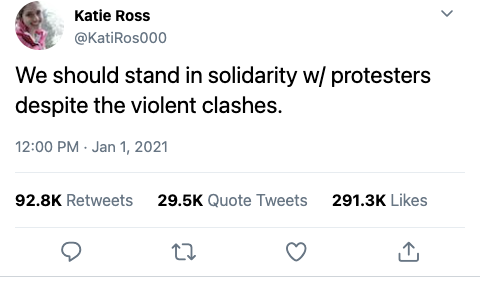 Katie Ross
@KatiRos000
We should stand in solidarity w/ protesters
despite the violent clashes.
12:00 PM · Jan 1, 2021
92.8K Retweets 29.5K Quote Tweets 291.3K Likes